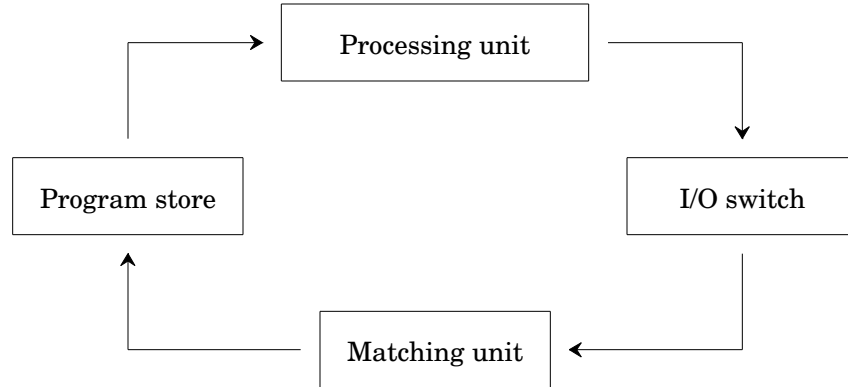 Processing unit
Program store
I/O switch
Matching unit